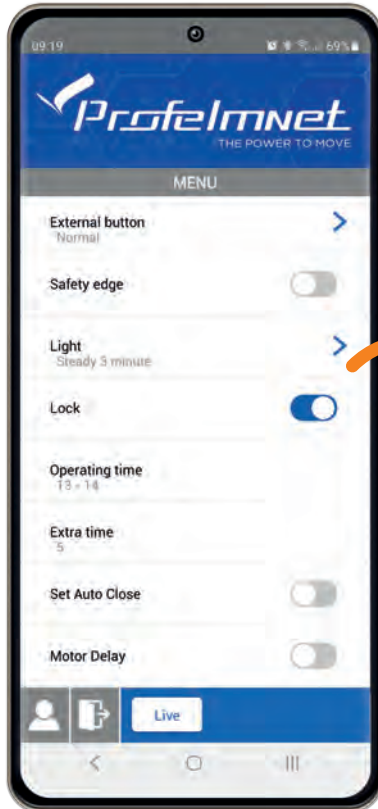 09:19
69%
Profelmnet
THE POWER TO MOVE
MENU
External button
Normal
Safety edge
Light
Steady 3 minute
Lock
Operating time
13 - 14
Extra time
5
Set Auto Close
Motor Delay
Live